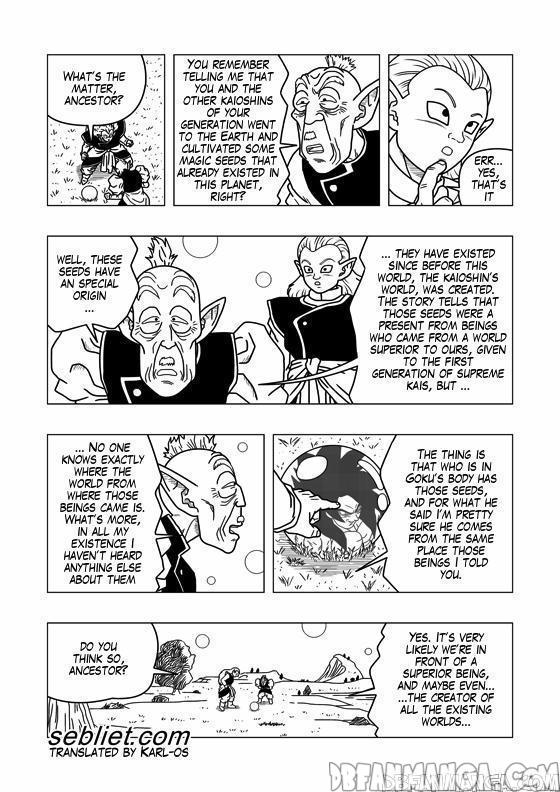 WHAT'S THE
MATTER,
ANCESTOR?
YOU REMEMBER
TELLING ME THAT
YOU AND THE
OTHER KAIOSHINS
OF YOUR
GENERATION WENT
TO THE EARTH AND
CULTIVATED SOME
MAGIC SEEDS THAT
ALREADY EXISTED IN
THIS PLANET,
RIGHT?
ERR...
YES,
THAT'S
IT
WELL, THESE
SEEDS HAVE
AN SPECIAL
ORIGIN
...
... THEY HAVE EXISTED
SINCE BEFORE THIS
WORLD, THE KAIOSHIN'S
WORLD, WAS CREATED.
THE STORY TELLS THAT
THOSE SEEDS WERE A
PRESENT FROM BEINGS
WHO CAME FROM A WORLD
SUPERIOR TO OURS, GIVEN
TO THE FIRST
GENERATION OF SUPREME
KAIS, BUT ...
... NO ONE
KNOWS EXACTLY
WHERE THE
WORLD FROM
WHERE THOSE
BEINGS CAME IS.
WHAT'S MORE,
IN ALL MY
EXISTENCE I
HAVEN'T HEARD
ANYTHING ELSE
ABOUT THEM
THE THING IS
THAT WHO IS IN
GOKU'S BODY HAS
THOSE SEEDS,
AND FOR WHAT HE
SAID I'M PRETTY
SURE HE COMES
FROM THE SAME
PLACE THOSE
BEINGS I TOLD
YOU.
DO YOU
THINK SO,
ANCESTOR?
YES. IT'S VERY
LIKELY WE'RE IN
FRONT OF A
SUPERIOR BEING,
AND MAYBE EVEN...
...THE CREATOR OF
ALL THE EXISTING
WORLDS...
sebliet.com
TRANSLATED BY KARL-OS
DBFANMANGA.COM